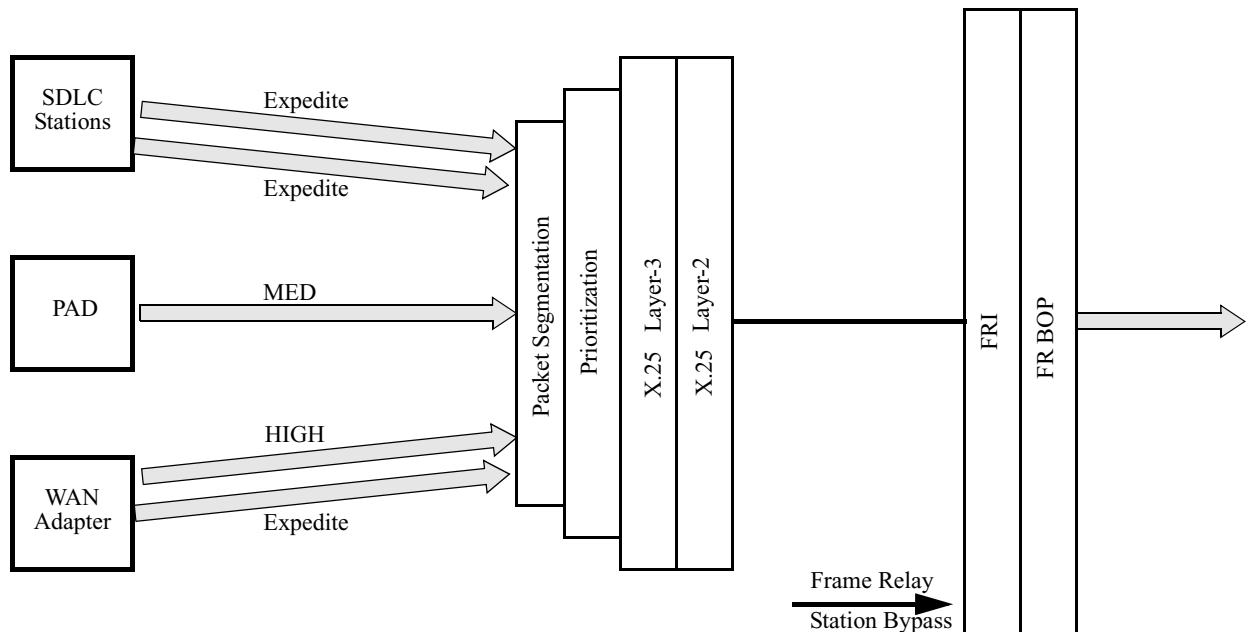 SDLC
Stations
Expedite
Expedite
PAD
MED
WAN
Adapter
HIGH
Expedite
Packet Segmentation
Prioritization
X.25 Layer-3
X.25 Layer-2
FRI
FR BOP
Frame Relay
Station Bypass